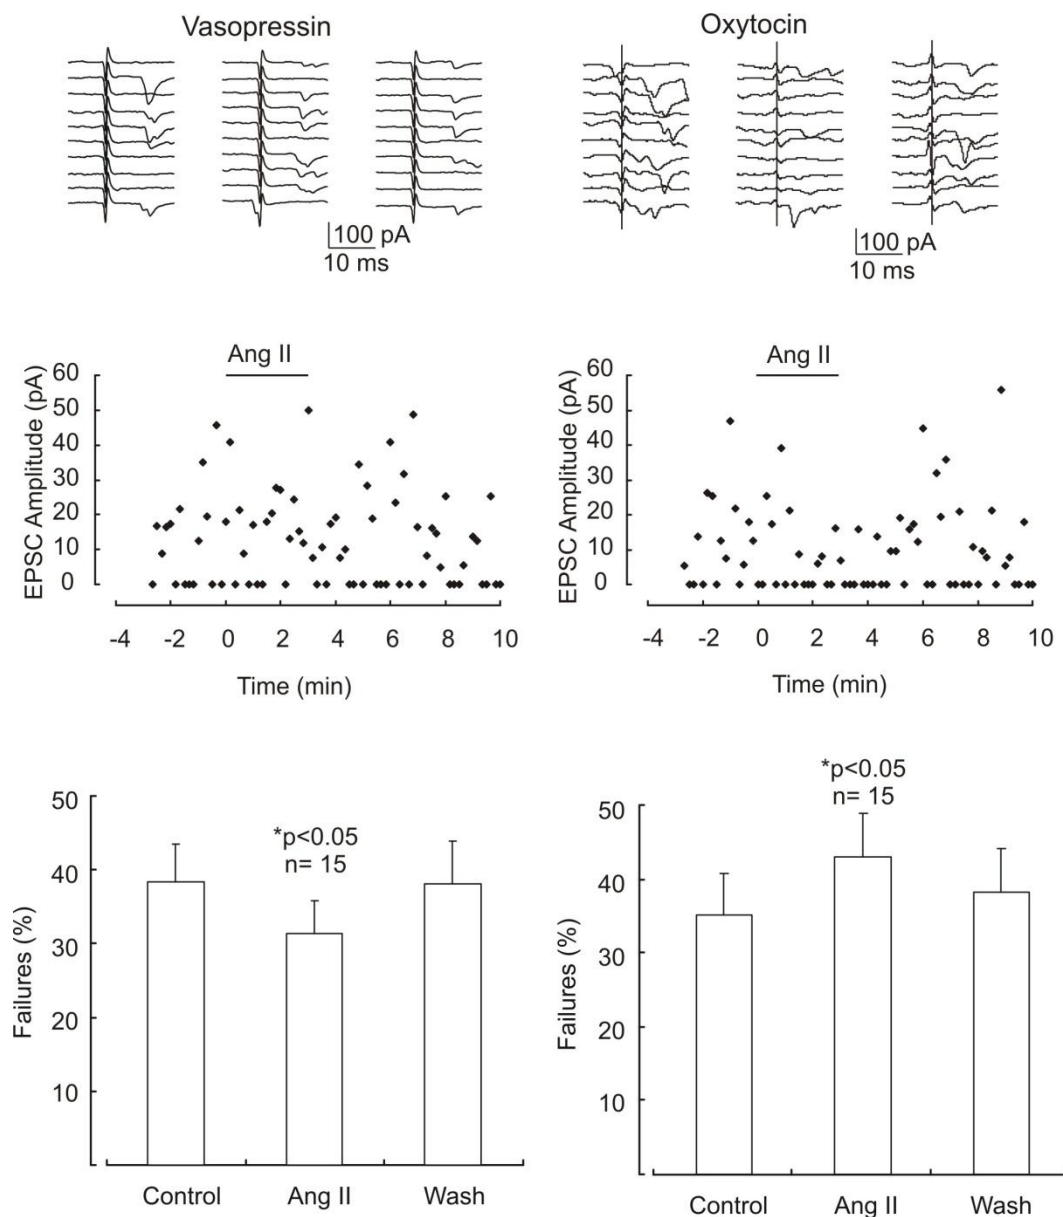 Vasopressin
100 pA
10 ms
Ang II
EPSC Amplitude (pA)
60
50
40
30
20
10
0
-4 -2 0 2 4 6 8 10
Time (min)
Failures (%)
50
40
30
20
10
*p<0.05
n= 15
Control Ang II Wash
Oxytocin
100 pA
10 ms
Ang II
EPSC Amplitude (pA)
60
50
40
30
20
10
0
-4 -2 0 2 4 6 8 10
Time (min)
Failures (%)
50
40
30
20
10
*p<0.05
n= 15
Control Ang II Wash